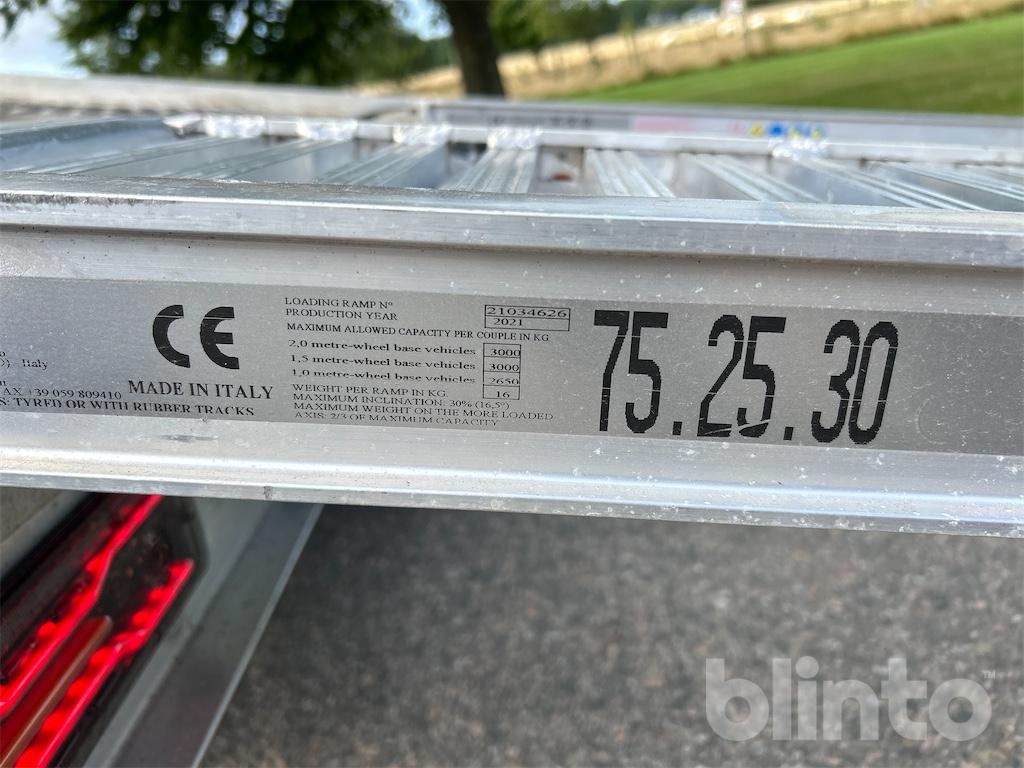 CE
MADE IN ITALY
Italy
+39 059 809410
TYRED OR WITH RUBBER TRACKS
LOADING RAMP N° 21034626
PRODUCTION YEAR 2021
MAXIMUM ALLOWED CAPACITY PER COUPLE IN KG.
2,0 metre-wheel base vehicles 3000
1,5 metre-wheel base vehicles 3000
1,0 metre-wheel base vehicles 2650
WEIGHT PER RAMP IN KG. 16
MAXIMUM INCLINATION: 30% (16,5°)
MAXIMUM WEIGHT ON THE MORE LOADED
AXIS: 2/3 OF MAXIMUM CAPACITY
75.25.30
blinto™